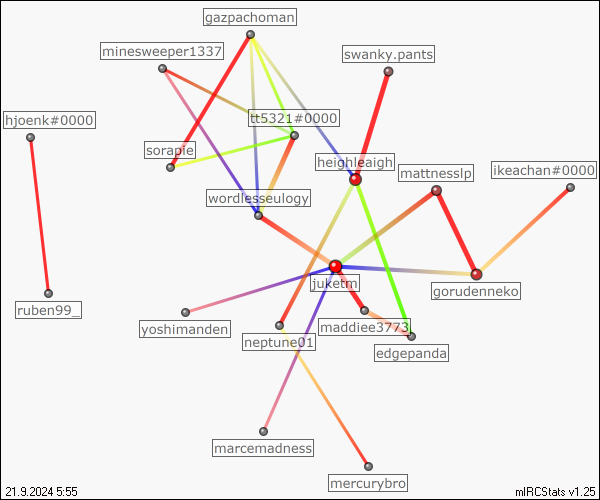 gazpachoman
minesweeper1337
swanky.pants
hjoenk#0000
tt5321#0000
sorapie
heighleaigh
mattnesslp
ikeachan#0000
wordlesseulogy
juketm
gorudenneko
ruben99_
yoshimanden
maddiee3773
neptune01
edgepanda
marcemadness
mercurybro
21.9.2024 5:55
mIRCStats v1.25